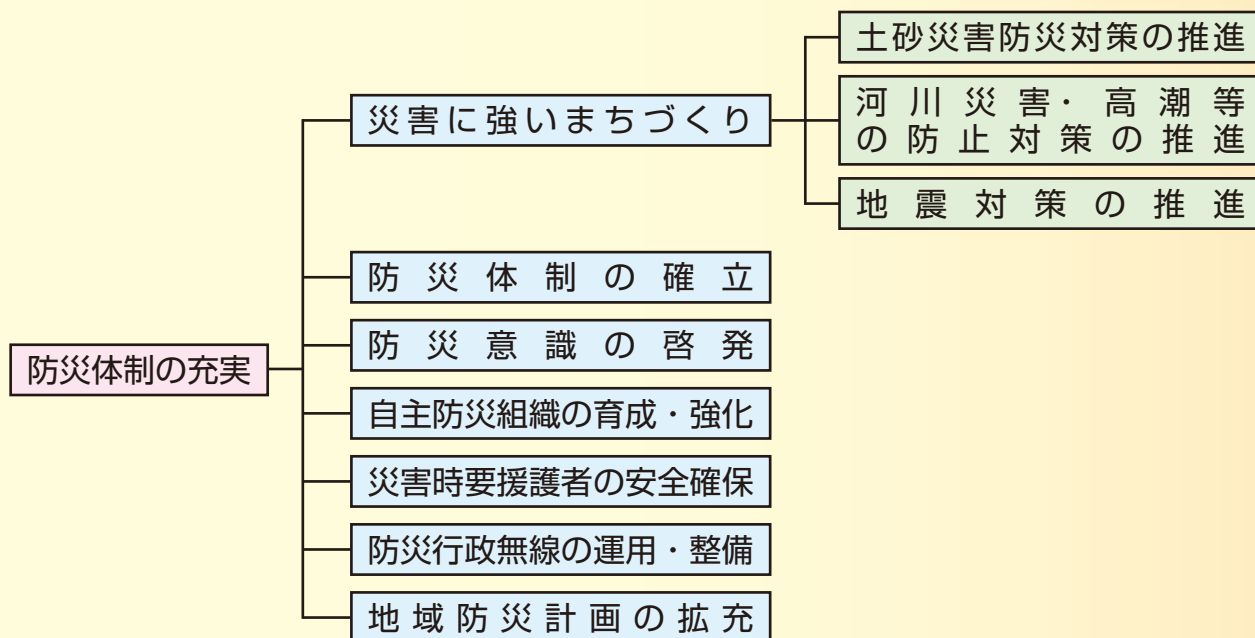 土砂災害防災対策の推進
災害に強いまちづくり
河川災害・高潮等
の防止対策の推進
地震対策の推進
防災体制の確立
防災意識の啓発
防災体制の充実
自主防災組織の育成・強化
災害時要援護者の安全確保
防災行政無線の運用・整備
地域防災計画の拡充